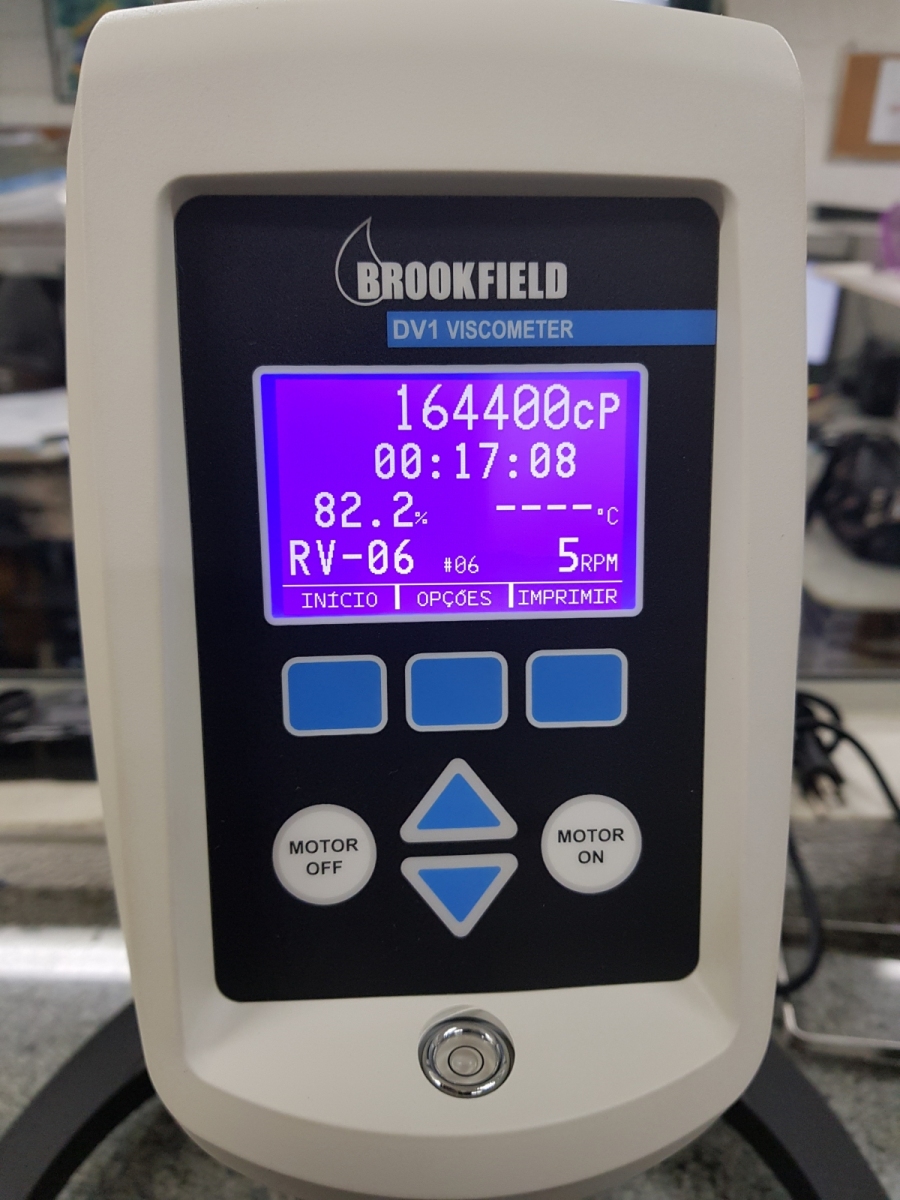 BROOKFIELD
DV1 VISCOMETER
164400cP
00:17:08
82.2% ----°C
RV-06 #06 5RPM
INÍCIO OPÇÕES IMPRIMIR
MOTOR OFF
MOTOR ON